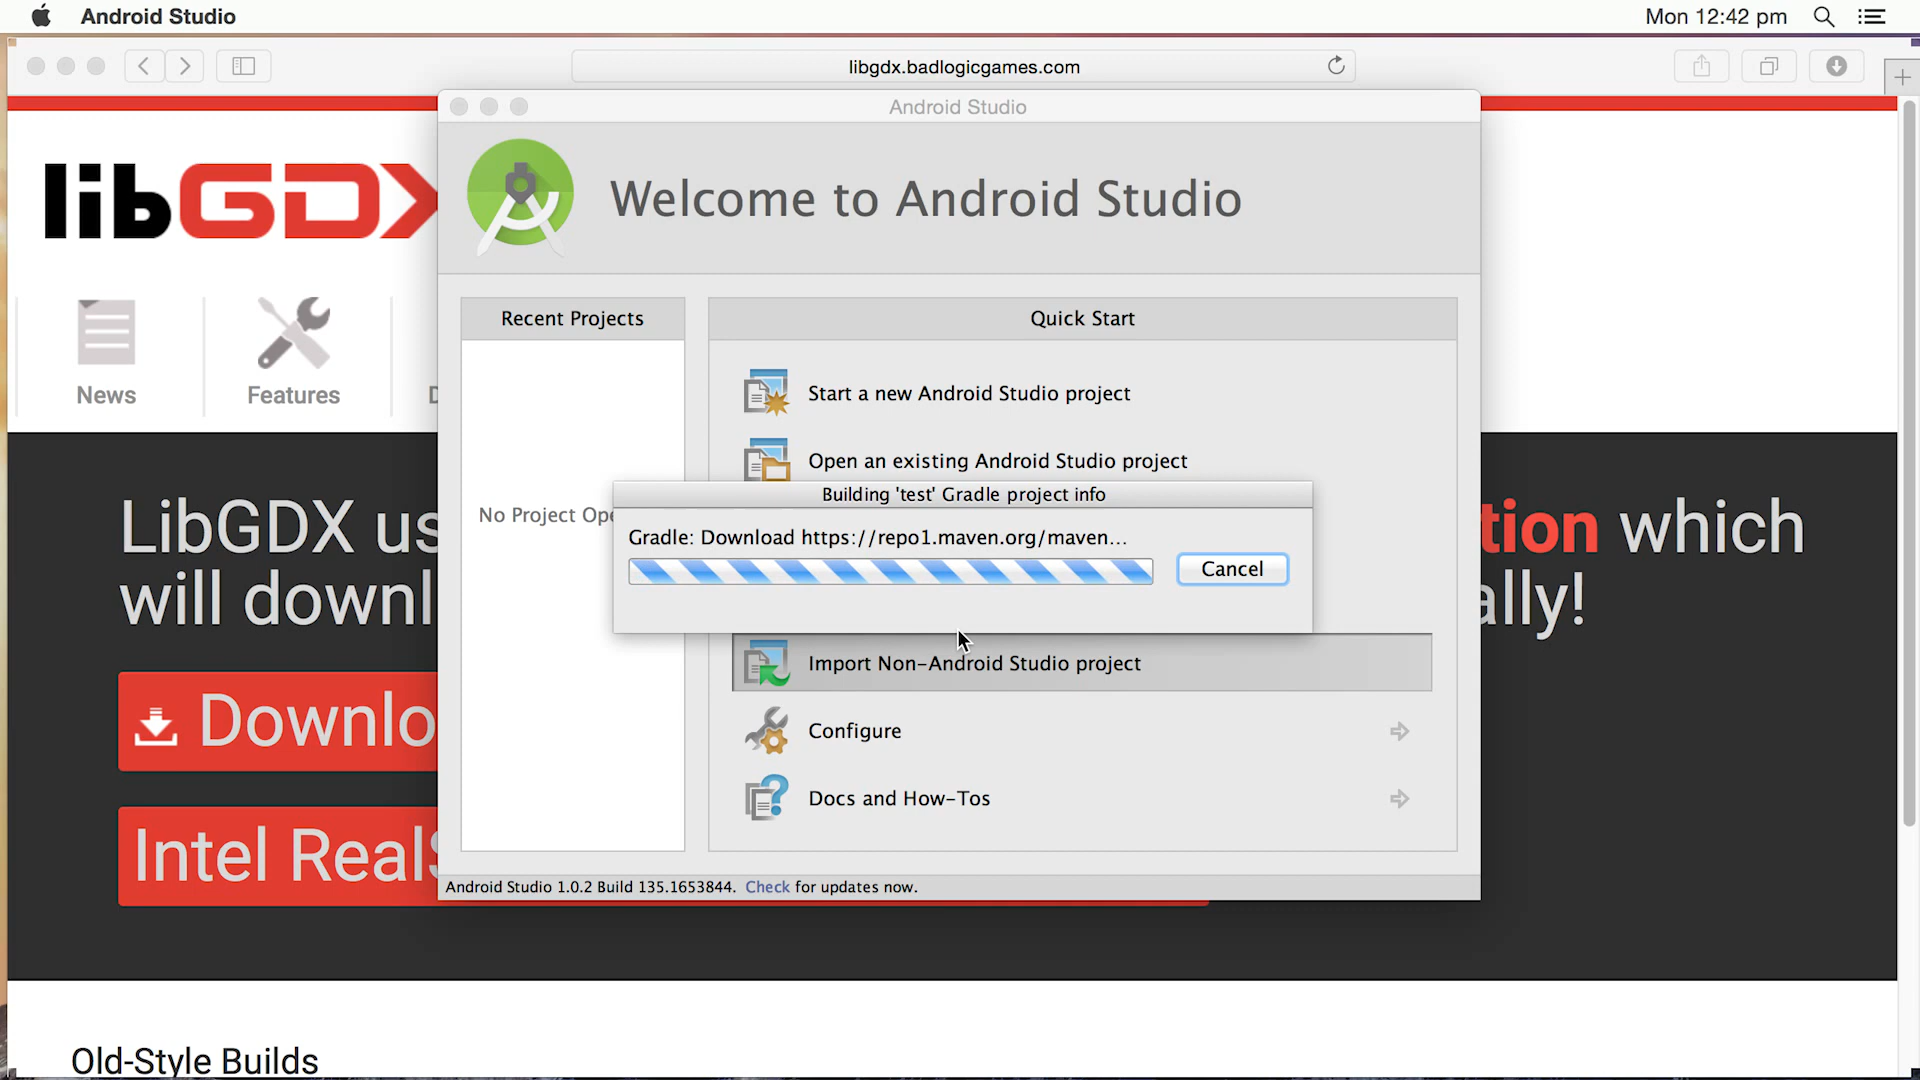 Android Studio
Mon 12:42 pm
libgdx.badlogicgames.com
Android Studio
libGDX
Welcome to Android Studio
Recent Projects
Quick Start
News
Features
Start a new Android Studio project
Open an existing Android Studio project
Building 'test' Gradle project info
No Project Ope
Gradle: Download https://repo1.maven.org/maven...
Cancel
LibGDX us
tion which
will downl
ally!
Import Non-Android Studio project
Configure
Docs and How-Tos
Downlo
Intel Real
Android Studio 1.0.2 Build 135.1653844. Check for updates now.
Old-Style Builds